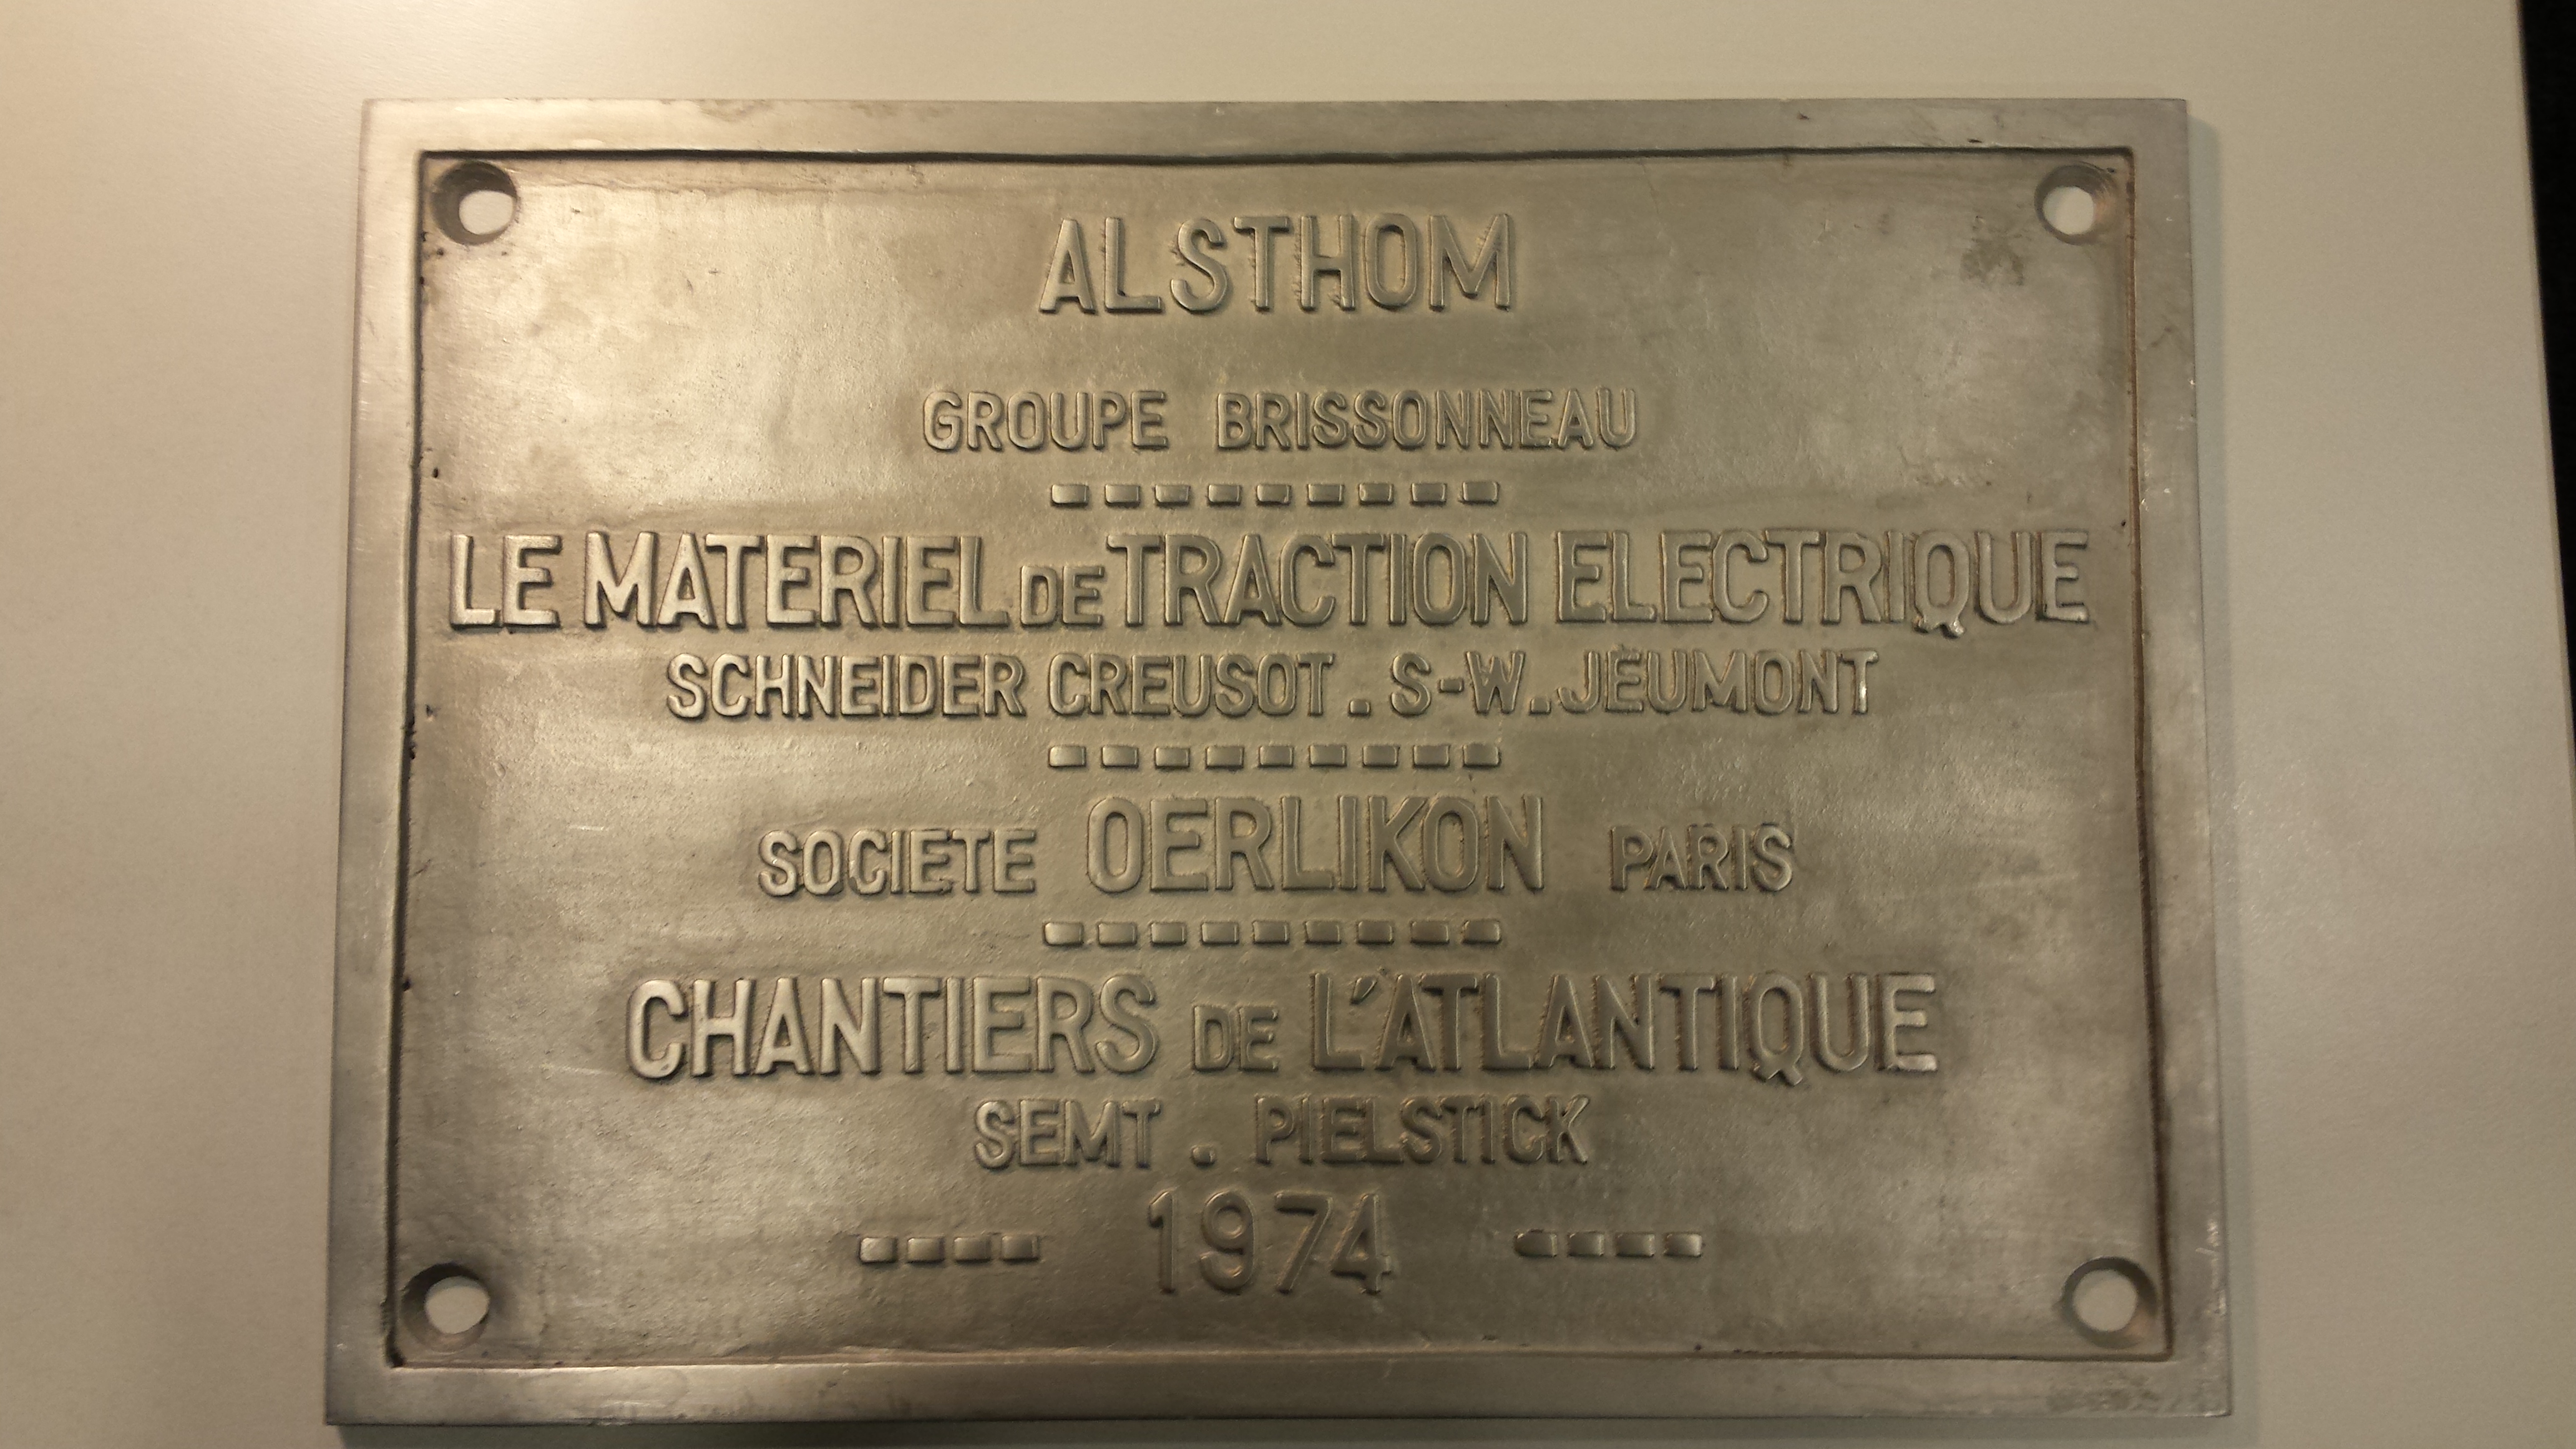 ALSTHOM
GROUPE BRISSONNEAU
LE MATERIEL DE TRACTION ELECTRIQUE
SCHNEIDER CREUSOT. S-W. JEUMONT
SOCIETE OERLIKON PARIS
CHANTIERS DE L'ATLANTIQUE
SEMT. PIELSTICK
---- 1974 ----